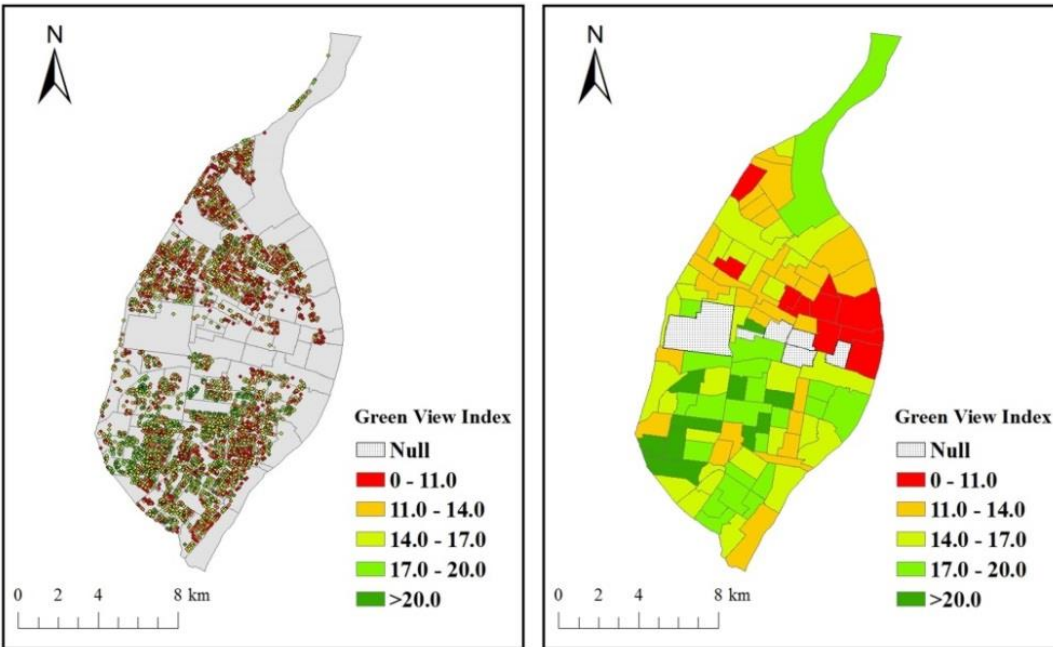 N
Green View Index
Null
0 - 11.0
11.0 - 14.0
14.0 - 17.0
17.0 - 20.0
>20.0
0 2 4 8 km
N
Green View Index
Null
0 - 11.0
11.0 - 14.0
14.0 - 17.0
17.0 - 20.0
>20.0
0 2 4 8 km